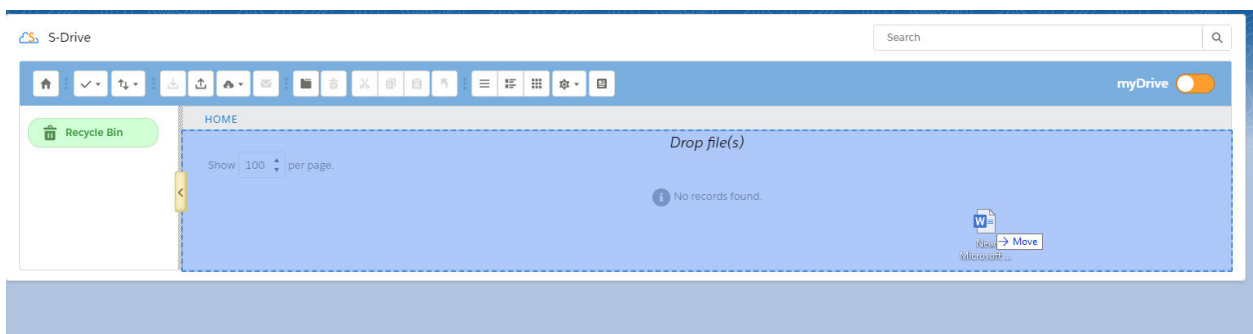 S-Drive
Search
myDrive
Recycle Bin
HOME
Drop file(s)
Show 100 per page.
No records found.
New
Move
Microsoft ...